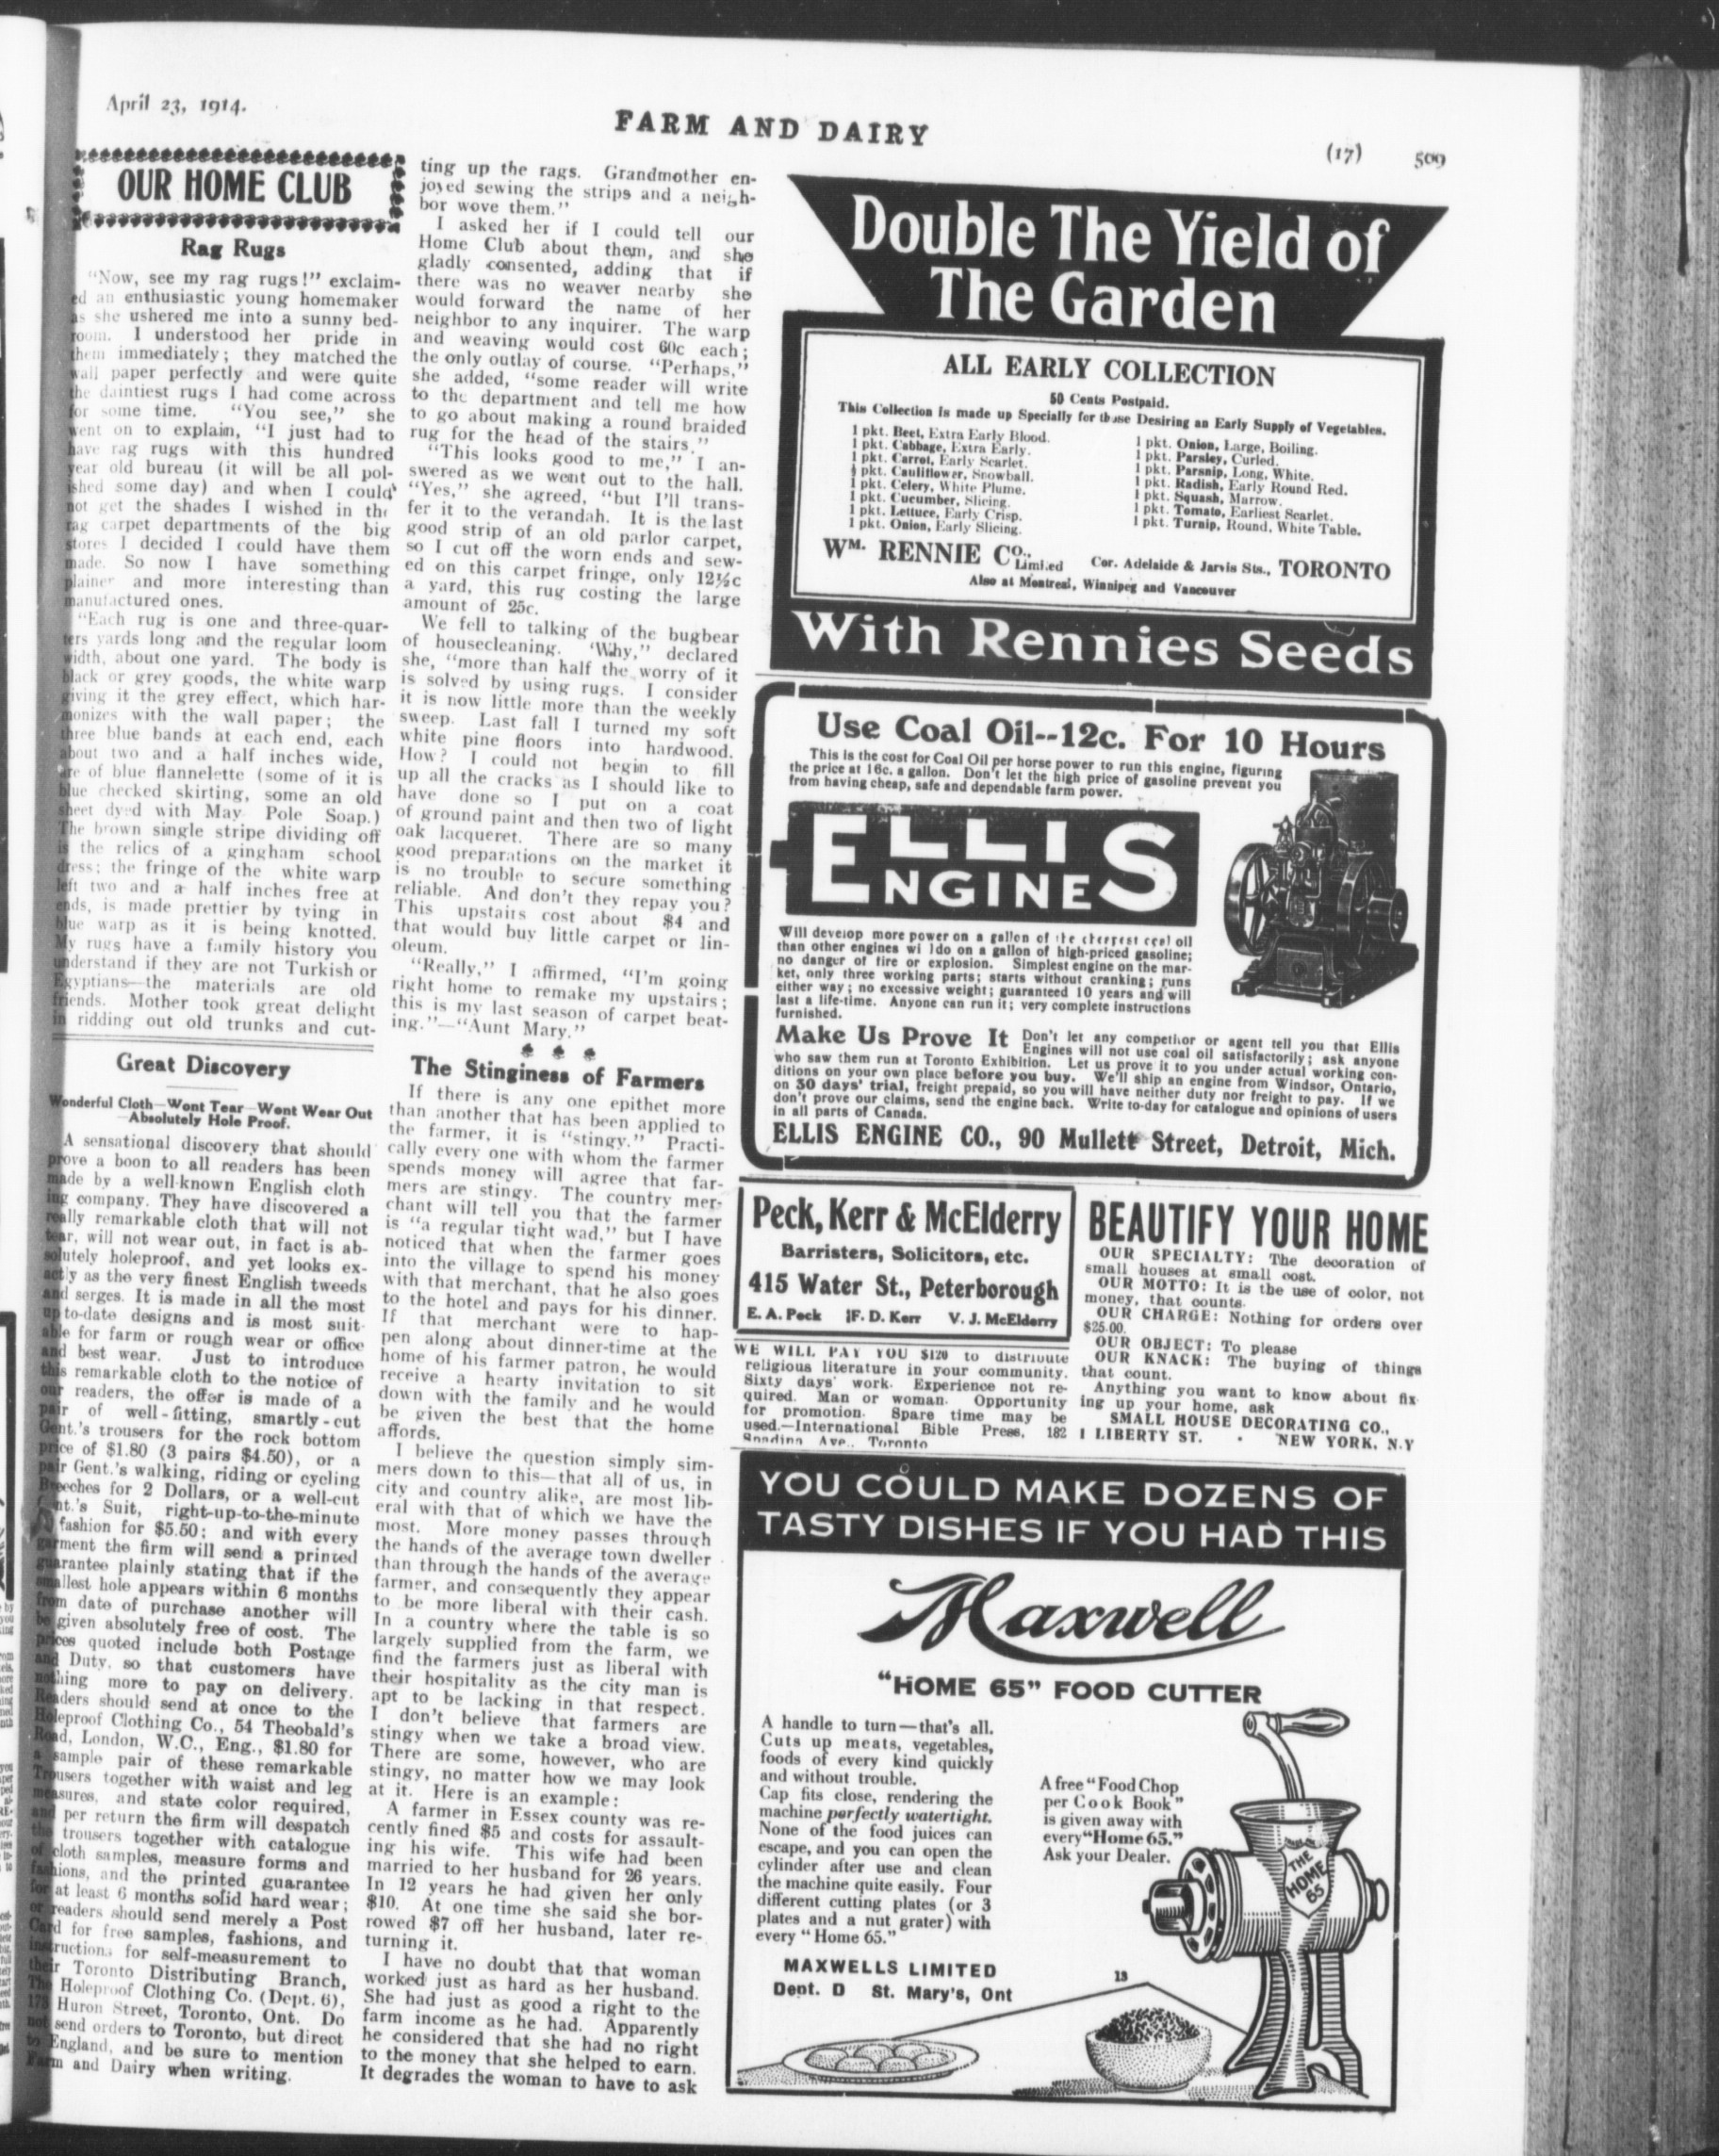 April 23, 1914.
FARM AND DAIRY
(17) 509
OUR HOME CLUB
Rag Rugs
"Now, see my rag rugs!" exclaim-
ed an enthusiastic young homemaker
as she ushered me into a sunny bed-
room. I understood her pride in
them immediately; they matched the
wall paper perfectly and were quite
the daintiest rugs I had come across
for some time. "You see," she
went on to explain, "I just had to
have rag rugs with this hundred
year old bureau (it will be all pol-
ished some day) and when I could
not get the shades I wished in the
rag carpet departments of the big
stores I decided I could have them
made. So now I have something
plainer and more interesting than
manufactured ones.
"Each rug is one and three-quar-
ters yards long and the regular loom
width, about one yard. The body is
black or grey goods, the white warp
giving it the grey effect, which har-
monizes with the wall paper; the
three blue bands at each end, each
about two and a half inches wide,
are of blue flannelette (some of it is
blue checked skirting, some an old
sheet dyed with May Pole Soap.)
The brown single stripe dividing off
is the relics of a gingham school
dress; the fringe of the white warp
left two and a half inches free at
ends, is made prettier by tying in
blue warp as it is being knotted.
My rugs have a family history you
understand if they are not Turkish or
Egyptians—the materials are old
friends. Mother took great delight
in ridding out old trunks and cut-
ting up the rags. Grandmother en-
joyed sewing the strips and a neigh-
bor wove them."
I asked her if I could tell our
Home Club about them, and she
gladly consented, adding that if
there was no weaver nearby she
would forward the name of her
neighbor to any inquirer. The warp
and weaving would cost 60c each;
the only outlay of course. "Perhaps,"
she added, "some reader will write
to the department and tell me how
to go about making a round braided
rug for the head of the stairs."
"This looks good to me," I an-
swered as we went out to the hall.
"Yes," she agreed, "but I'll trans-
fer it to the verandah. It is the last
good strip of an old parlor carpet,
so I cut off the worn ends and sew-
ed on this carpet fringe, only 12½c
a yard, this rug costing the large
amount of 25c.
We fell to talking of the bugbear
of housecleaning. 'Why," declared
she, "more than half the worry of it
is solved by using rugs. I consider
it is now little more than the weekly
sweep. Last fall I turned my soft
white pine floors into hardwood.
How? I could not begin to fill
up all the cracks as I should like to
have done so I put on a coat
of ground paint and then two of light
oak lacqueret. There are so many
good preparations on the market it
is no trouble to secure something
reliable. And don't they repay you?
This upstairs cost about $4 and
that would buy little carpet or lin-
oleum.
"Really," I affirmed, "I'm going
right home to remake my upstairs;
this is my last season of carpet beat-
ing."—"Aunt Mary."
Great Discovery
Wonderful Cloth—Wont Tear—Wont Wear Out
—Absolutely Hole Proof.
A sensational discovery that should
prove a boon to all readers has been
made by a well-known English cloth
ing company. They have discovered a
really remarkable cloth that will not
tear, will not wear out, in fact is ab-
solutely holeproof, and yet looks ex-
actly as the very finest English tweeds
and serges. It is made in all the most
up to-date designs and is most suit-
able for farm or rough wear or office
and best wear. Just to introduce
this remarkable cloth to the notice of
our readers, the offer is made of a
pair of well-fitting, smartly-cut
Gent.'s trousers for the rock bottom
price of $1.80 (3 pairs $4.50), or a
pair Gent.'s walking, riding or cycling
Breeches for 2 Dollars, or a well-cut
Gent.'s Suit, right-up-to-the-minute
fashion for $5.50; and with every
garment the firm will send a printed
guarantee plainly stating that if the
smallest hole appears within 6 months
from date of purchase another will
be given absolutely free of cost. The
prices quoted include both Postage
and Duty, so that customers have
nothing more to pay on delivery.
Readers should send at once to the
Holeproof Clothing Co., 54 Theobald's
Road, London, W.C., Eng., $1.80 for
a sample pair of these remarkable
Trousers together with waist and leg
measures, and state color required,
and per return the firm will despatch
the trousers together with catalogue
of cloth samples, measure forms and
fashions, and the printed guarantee
for at least 6 months solid hard wear;
or readers should send merely a Post
Card for free samples, fashions, and
instructions for self-measurement to
their Toronto Distributing Branch,
The Holeproof Clothing Co. (Dept. 6),
173 Huron Street, Toronto, Ont. Do
not send orders to Toronto, but direct
to England, and be sure to mention
Farm and Dairy when writing.
The Stinginess of Farmers
If there is any one epithet more
than another that has been applied to
the farmer, it is "stingy." Practi-
cally every one with whom the farmer
spends money will agree that far-
mers are stingy. The country mer-
chant will tell you that the farmer
is "a regular tight wad," but I have
noticed that when the farmer goes
into the village to spend his money
with that merchant, that he also goes
to the hotel and pays for his dinner.
If that merchant were to hap-
pen along about dinner-time at the
home of his farmer patron, he would
receive a hearty invitation to sit
down with the family and he would
be given the best that the home
affords.
I believe the question simply sim-
mers down to this—that all of us, in
city and country alike, are most lib-
eral with that of which we have the
most. More money passes through
the hands of the average town dweller
than through the hands of the average
farmer, and consequently they appear
to be more liberal with their cash.
In a country where the table is so
largely supplied from the farm, we
find the farmers just as liberal with
their hospitality as the city man is
apt to be lacking in that respect.
I don't believe that farmers are
stingy when we take a broad view.
There are some, however, who are
stingy, no matter how we may look
at it. Here is an example:
A farmer in Essex county was re-
cently fined $5 and costs for assault-
ing his wife. This wife had been
married to her husband for 26 years.
In 12 years he had given her only
$10. At one time she said she bor-
rowed $7 off her husband, later re-
turning it.
I have no doubt that that woman
worked just as hard as her husband.
She had just as good a right to the
farm income as he had. Apparently
he considered that she had no right
to the money that she helped to earn.
It degrades the woman to have to ask
Double The Yield of
The Garden
ALL EARLY COLLECTION
50 Cents Postpaid.
This Collection is made up Specially for those Desiring an Early Supply of Vegetables.
1 pkt. Beet, Extra Early Blood.
1 pkt. Cabbage, Extra Early.
1 pkt. Carrot, Early Scarlet.
½ pkt. Cauliflower, Snowball.
1 pkt. Celery, White Plume.
1 pkt. Cucumber, Slicing.
1 pkt. Lettuce, Early Crisp.
1 pkt. Onion, Early Slicing.
1 pkt. Onion, Large, Boiling.
1 pkt. Parsley, Curled.
1 pkt. Parsnip, Long, White.
1 pkt. Radish, Early Round Red.
1 pkt. Squash, Marrow.
1 pkt. Tomato, Earliest Scarlet.
1 pkt. Turnip, Round, White Table.
WM. RENNIE CO., Limited Cor. Adelaide & Jarvis Sts., TORONTO
Also at Montreal, Winnipeg and Vancouver
With Rennies Seeds
Use Coal Oil--12c. For 10 Hours
This is the cost for Coal Oil per horse power to run this engine, figuring
the price at 16c. a gallon. Don't let the high price of gasoline prevent you
from having cheap, safe and dependable farm power.
ELLIS
ENGINES
Will develop more power on a gallon of the cheapest coal oil
than other engines wi l do on a gallon of high-priced gasoline;
no danger of fire or explosion. Simplest engine on the mar-
ket, only three working parts; starts without cranking; runs
either way; no excessive weight; guaranteed 10 years and will
last a life-time. Anyone can run it; very complete instructions
furnished.
Make Us Prove It Don't let any competitor or agent tell you that Ellis
Engines will not use coal oil satisfactorily; ask anyone
who saw them run at Toronto Exhibition. Let us prove it to you under actual working con-
ditions on your own place before you buy. We'll ship an engine from Windsor, Ontario,
on 30 days' trial, freight prepaid, so you will have neither duty nor freight to pay. If we
don't prove our claims, send the engine back. Write to-day for catalogue and opinions of users
in all parts of Canada.
ELLIS ENGINE CO., 90 Mullett Street, Detroit, Mich.
Peck, Kerr & McElderry
Barristers, Solicitors, etc.
415 Water St., Peterborough
E. A. Peck F. D. Kerr V. J. McElderry
WE WILL PAY YOU $120 to distribute
religious literature in your community.
Sixty days' work. Experience not re-
quired. Man or woman. Opportunity
for promotion. Spare time may be
used.—International Bible Press, 182
Spadina Ave., Toronto
BEAUTIFY YOUR HOME
OUR SPECIALTY: The decoration of
small houses at small cost.
OUR MOTTO: It is the use of color, not
money, that counts.
OUR CHARGE: Nothing for orders over
$25.00.
OUR OBJECT: To please
OUR KNACK: The buying of things
that count.
Anything you want to know about fix
ing up your home, ask
SMALL HOUSE DECORATING CO.,
1 LIBERTY ST. - NEW YORK, N.Y
YOU COULD MAKE DOZENS OF
TASTY DISHES IF YOU HAD THIS
Maxwell
"HOME 65" FOOD CUTTER
A handle to turn—that's all.
Cuts up meats, vegetables,
foods of every kind quickly
and without trouble.
Cap fits close, rendering the
machine perfectly watertight.
None of the food juices can
escape, and you can open the
cylinder after use and clean
the machine quite easily. Four
different cutting plates (or 3
plates and a nut grater) with
every "Home 65."
A free "Food Chop
per Cook Book"
is given away with
every "Home 65."
Ask your Dealer.
MAXWELLS LIMITED
Dept. D St. Mary's, Ont
13
THE
HOME
65